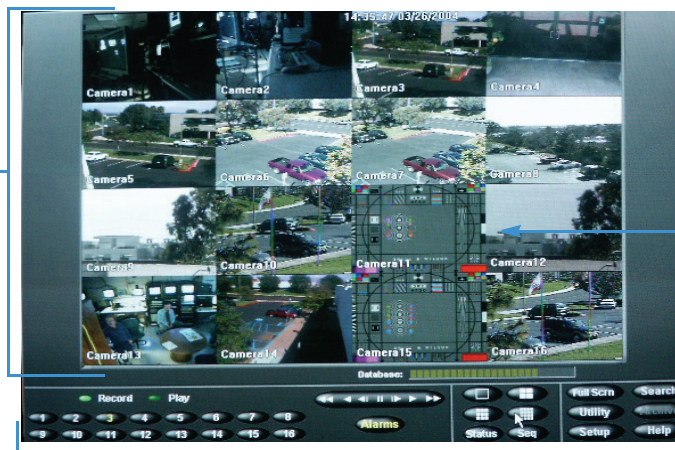 14:35:47 03/26/2004
Camera1 Camera2 Camera3 Camera4
Camera5 Camera6 Camera7 Camera8
Camera9 Camera10 Camera11 Camera12
Camera13 Camera14 Camera15 Camera16
Database:
Record Play
1 2 3 4 5 6 7 8
9 10 11 12 13 14 15 16
Alarms
Status Seq
Full Scrn Search
Utility Archive
Setup Help